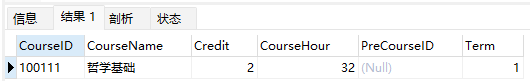 信息 结果 1 剖析 状态
CourseID CourseName Credit CourseHour PreCourseID Term
100111 哲学基础 2 32 (Null) 1